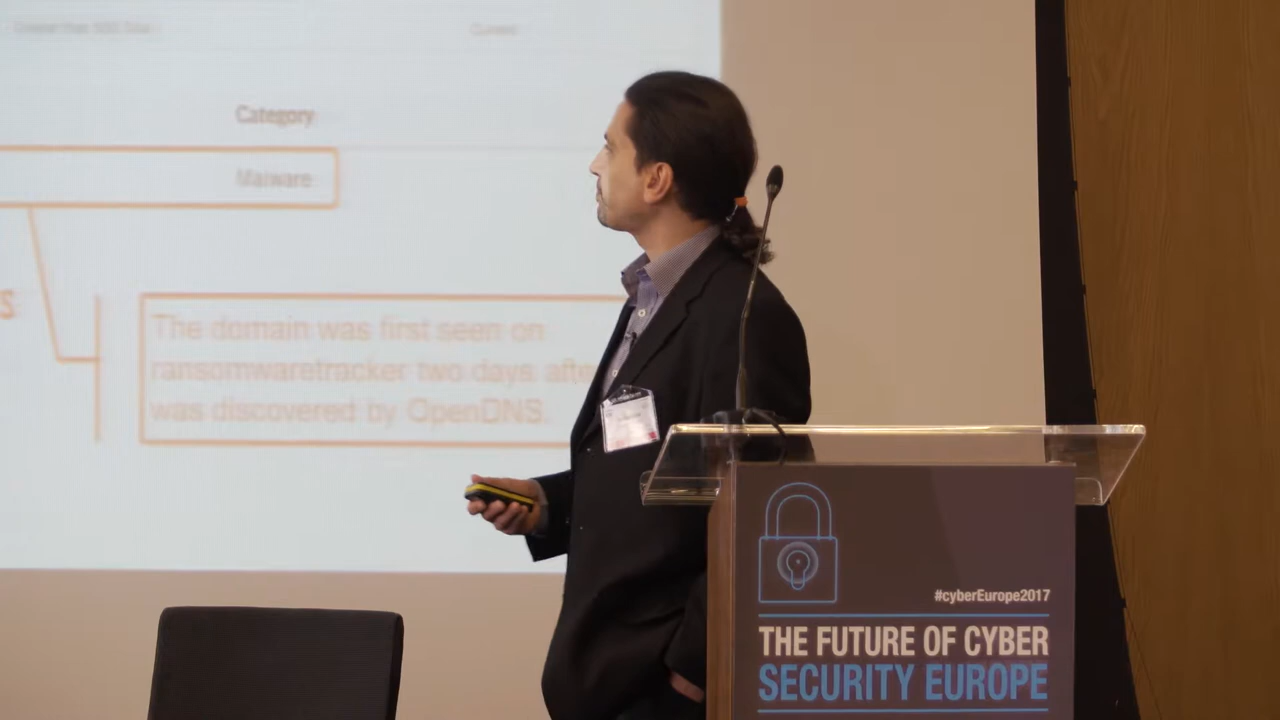 Category
Malware
The domain was first seen on
ransomwaretracker two days afte
was discovered by OpenDNS.
#cyberEurope2017
THE FUTURE OF CYBER
SECURITY EUROPE